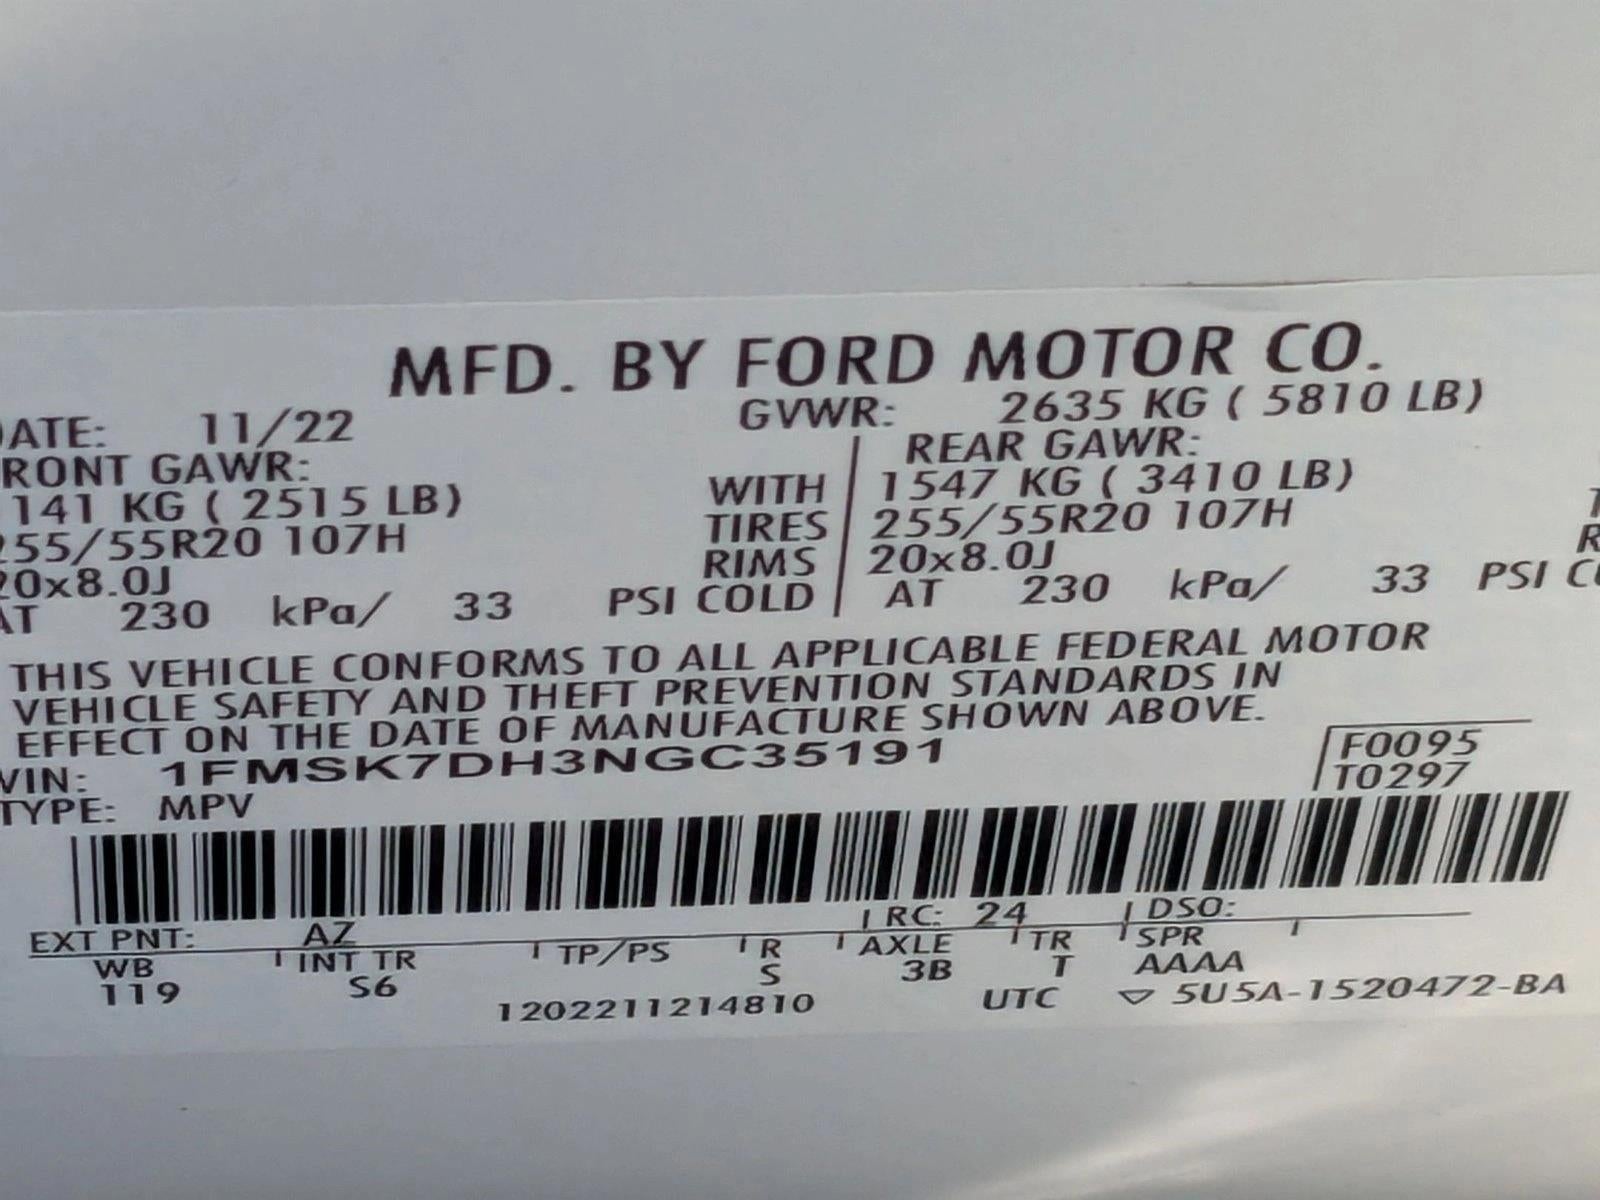 MFD. BY FORD MOTOR CO.
DATE: 11/22 GVWR: 2635 KG ( 5810 LB)
FRONT GAWR: REAR GAWR:
1141 KG ( 2515 LB) WITH 1547 KG ( 3410 LB)
255/55R20 107H TIRES 255/55R20 107H
20x8.0J RIMS 20x8.0J
AT 230 kPa/ 33 PSI COLD AT 230 kPa/ 33 PSI
THIS VEHICLE CONFORMS TO ALL APPLICABLE FEDERAL MOTOR
VEHICLE SAFETY AND THEFT PREVENTION STANDARDS IN
EFFECT ON THE DATE OF MANUFACTURE SHOWN ABOVE.
VIN: 1FMSK7DH3NGC35191 F0095
TYPE: MPV T0297
EXT PNT: AZ RC: 24 DSO:
WB INT TR TP/PS R AXLE TR SPR
119 S6 S 3B T AAAA
1202211214810 UTC ▽ 5U5A-1520472-BA